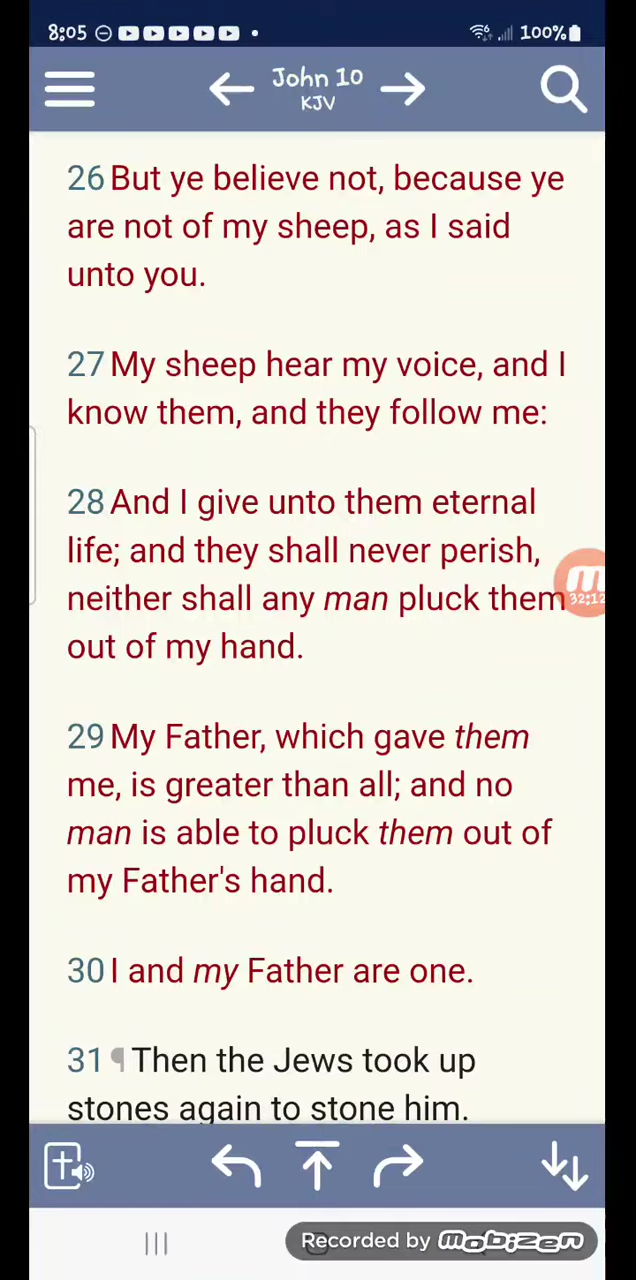 8:05 100%
John 10
KJV
26 But ye believe not, because ye
are not of my sheep, as I said
unto you.
27 My sheep hear my voice, and I
know them, and they follow me:
28 And I give unto them eternal
life; and they shall never perish,
neither shall any man pluck them
out of my hand.
32:12
29 My Father, which gave them
me, is greater than all; and no
man is able to pluck them out of
my Father's hand.
30 I and my Father are one.
31 ¶ Then the Jews took up
stones again to stone him.
Recorded by mobizen